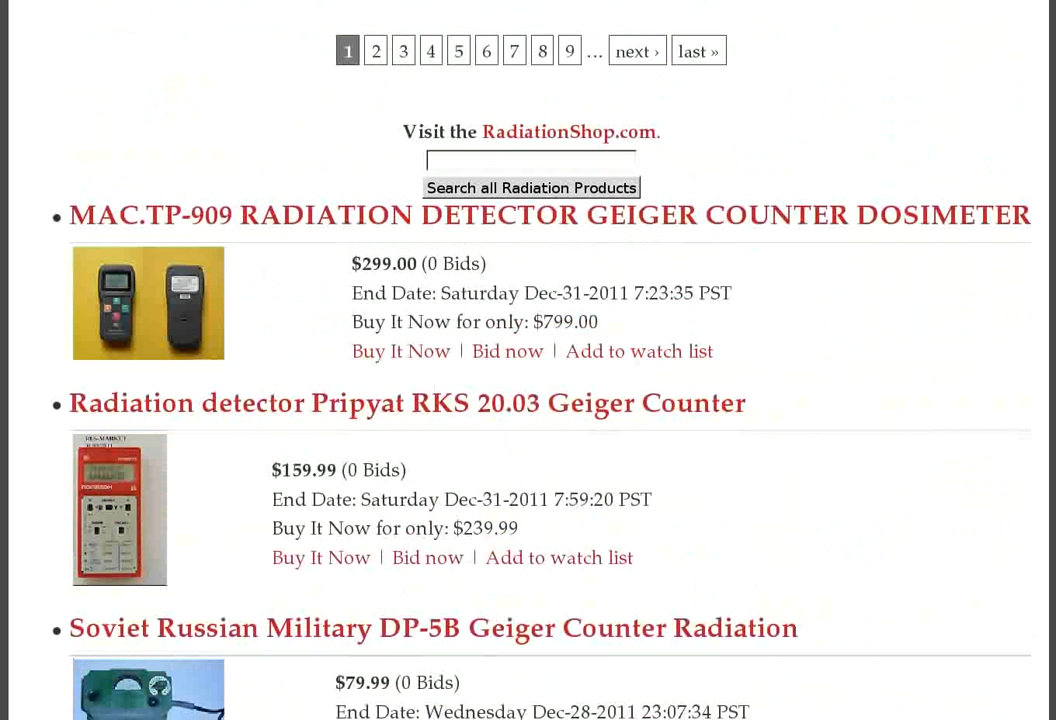 1 2 3 4 5 6 7 8 9 ... next › last »
Visit the RadiationShop.com.
Search all Radiation Products
• MAC.TP-909 RADIATION DETECTOR GEIGER COUNTER DOSIMETER
$299.00 (0 Bids)
End Date: Saturday Dec-31-2011 7:23:35 PST
Buy It Now for only: $799.00
Buy It Now | Bid now | Add to watch list
• Radiation detector Pripyat RKS 20.03 Geiger Counter
RUS-MARKET
$159.99 (0 Bids)
End Date: Saturday Dec-31-2011 7:59:20 PST
Buy It Now for only: $239.99
Buy It Now | Bid now | Add to watch list
• Soviet Russian Military DP-5B Geiger Counter Radiation
$79.99 (0 Bids)
End Date: Wednesday Dec-28-2011 23:07:34 PST